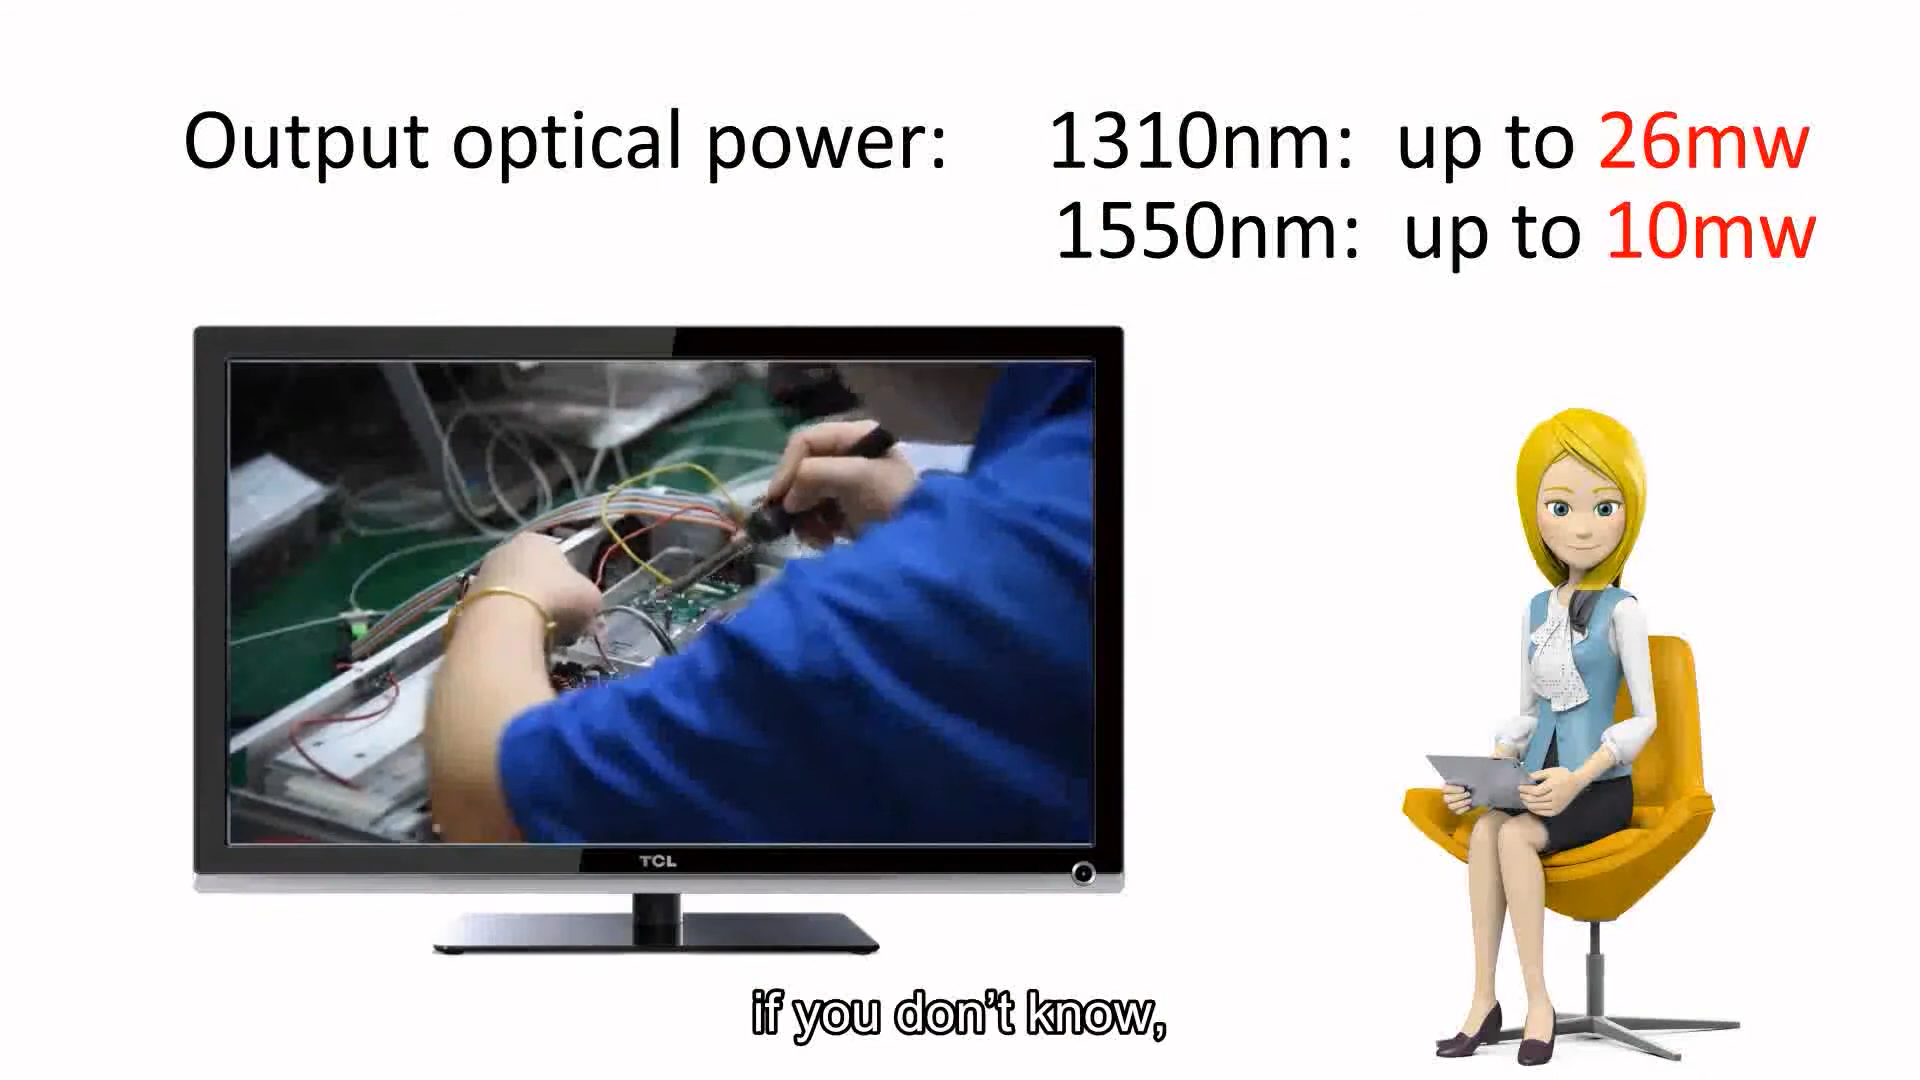 Output optical power: 1310nm: up to 26mw
1550nm: up to 10mw
TCL
if you don't know,